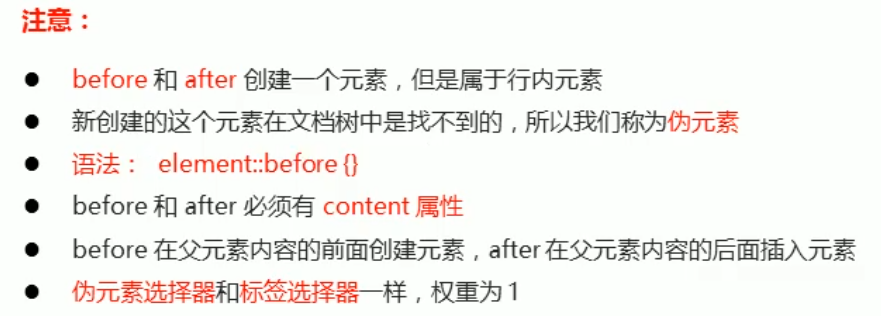 注意：
● before 和 after 创建一个元素，但是属于行内元素
● 新创建的这个元素在文档树中是找不到的，所以我们称为伪元素
● 语法： element::before {}
● before 和 after 必须有 content 属性
● before 在父元素内容的前面创建元素，after 在父元素内容的后面插入元素
● 伪元素选择器和标签选择器一样，权重为 1